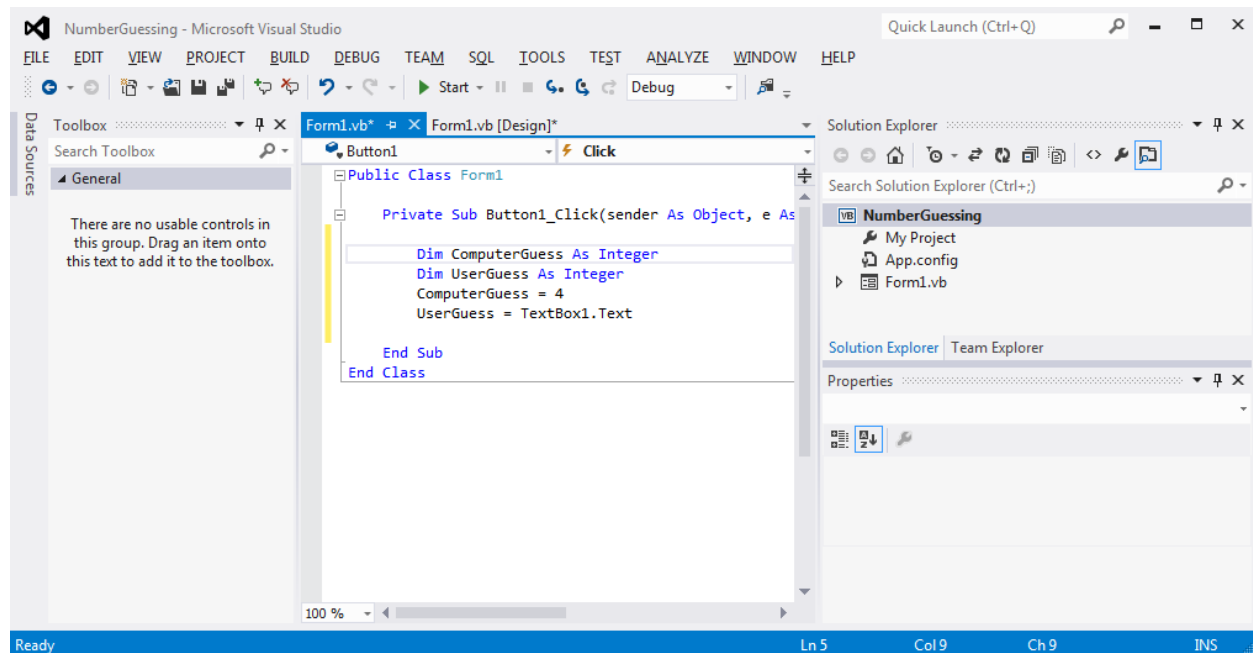 NumberGuessing - Microsoft Visual Studio
Quick Launch (Ctrl+Q)
FILE EDIT VIEW PROJECT BUILD DEBUG TEAM SQL TOOLS TEST ANALYZE WINDOW HELP
Start Debug
Data Sources
Toolbox
Search Toolbox
General
There are no usable controls in
this group. Drag an item onto
this text to add it to the toolbox.
Form1.vb* Form1.vb [Design]*
Button1 Click
Public Class Form1
Private Sub Button1_Click(sender As Object, e As
Dim ComputerGuess As Integer
Dim UserGuess As Integer
ComputerGuess = 4
UserGuess = TextBox1.Text
End Sub
End Class
100 %
Solution Explorer
Search Solution Explorer (Ctrl+;)
VB NumberGuessing
My Project
App.config
Form1.vb
Solution Explorer Team Explorer
Properties
Ready Ln 5 Col 9 Ch 9 INS